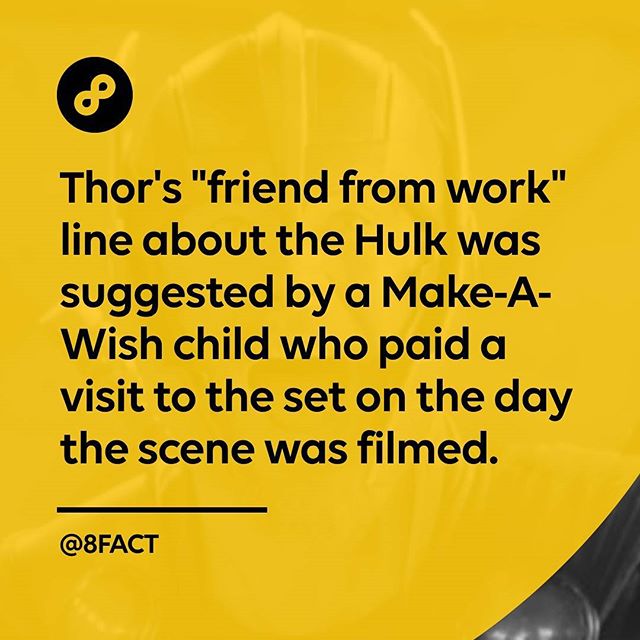 Thor's "friend from work"
line about the Hulk was
suggested by a Make-A-
Wish child who paid a
visit to the set on the day
the scene was filmed.
@8FACT